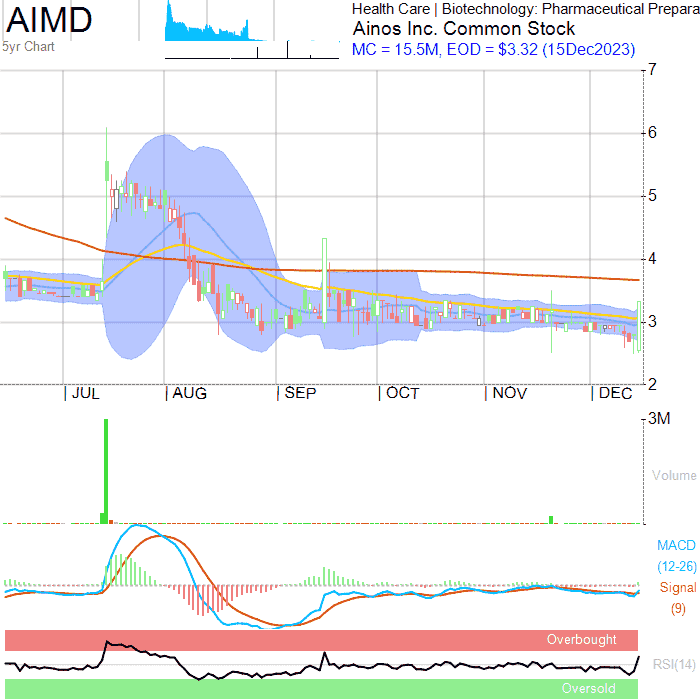 AIMD
5yr Chart
Health Care | Biotechnology: Pharmaceutical Prepara
Ainos Inc. Common Stock
MC = 15.5M, EOD = $3.32 (15Dec2023)
7
6
5
4
3
2
JUL AUG SEP OCT NOV DEC
3M
Volume
MACD
(12-26)
Signal
(9)
Overbought
RSI(14)
Oversold